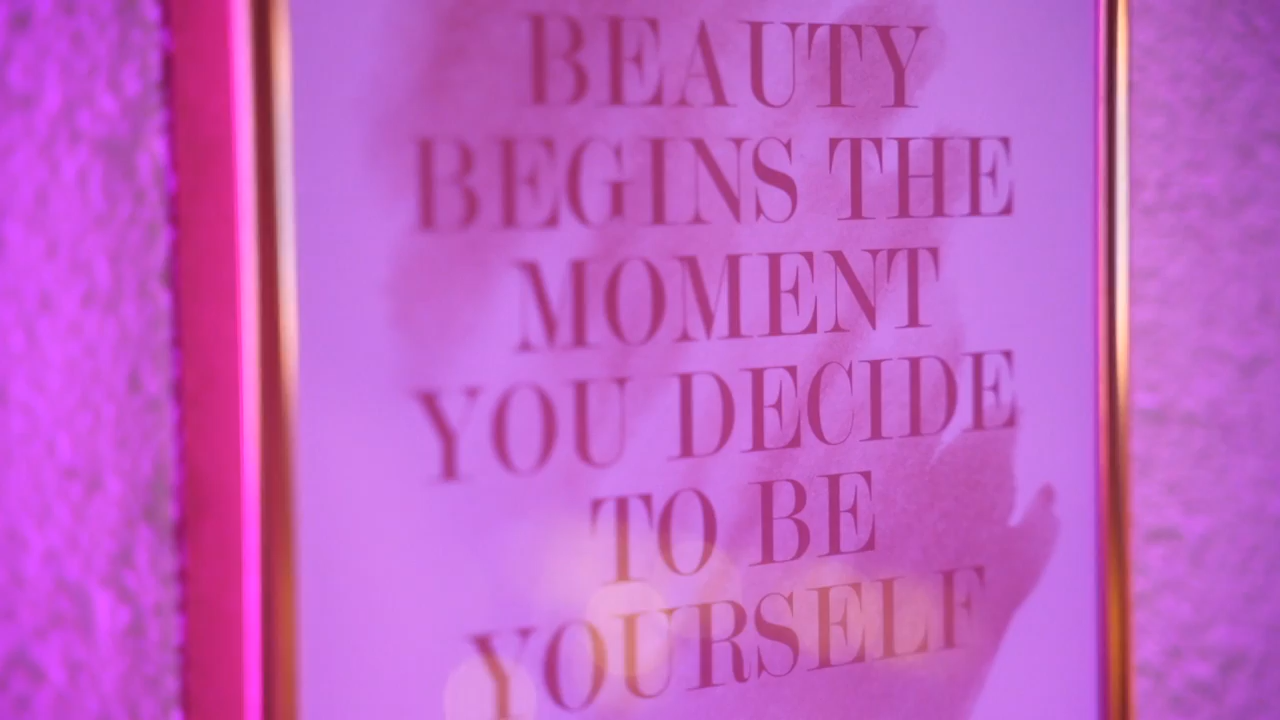 BEAUTY
BEGINS THE
MOMENT
YOU DECIDE
TO BE
YOURSELF